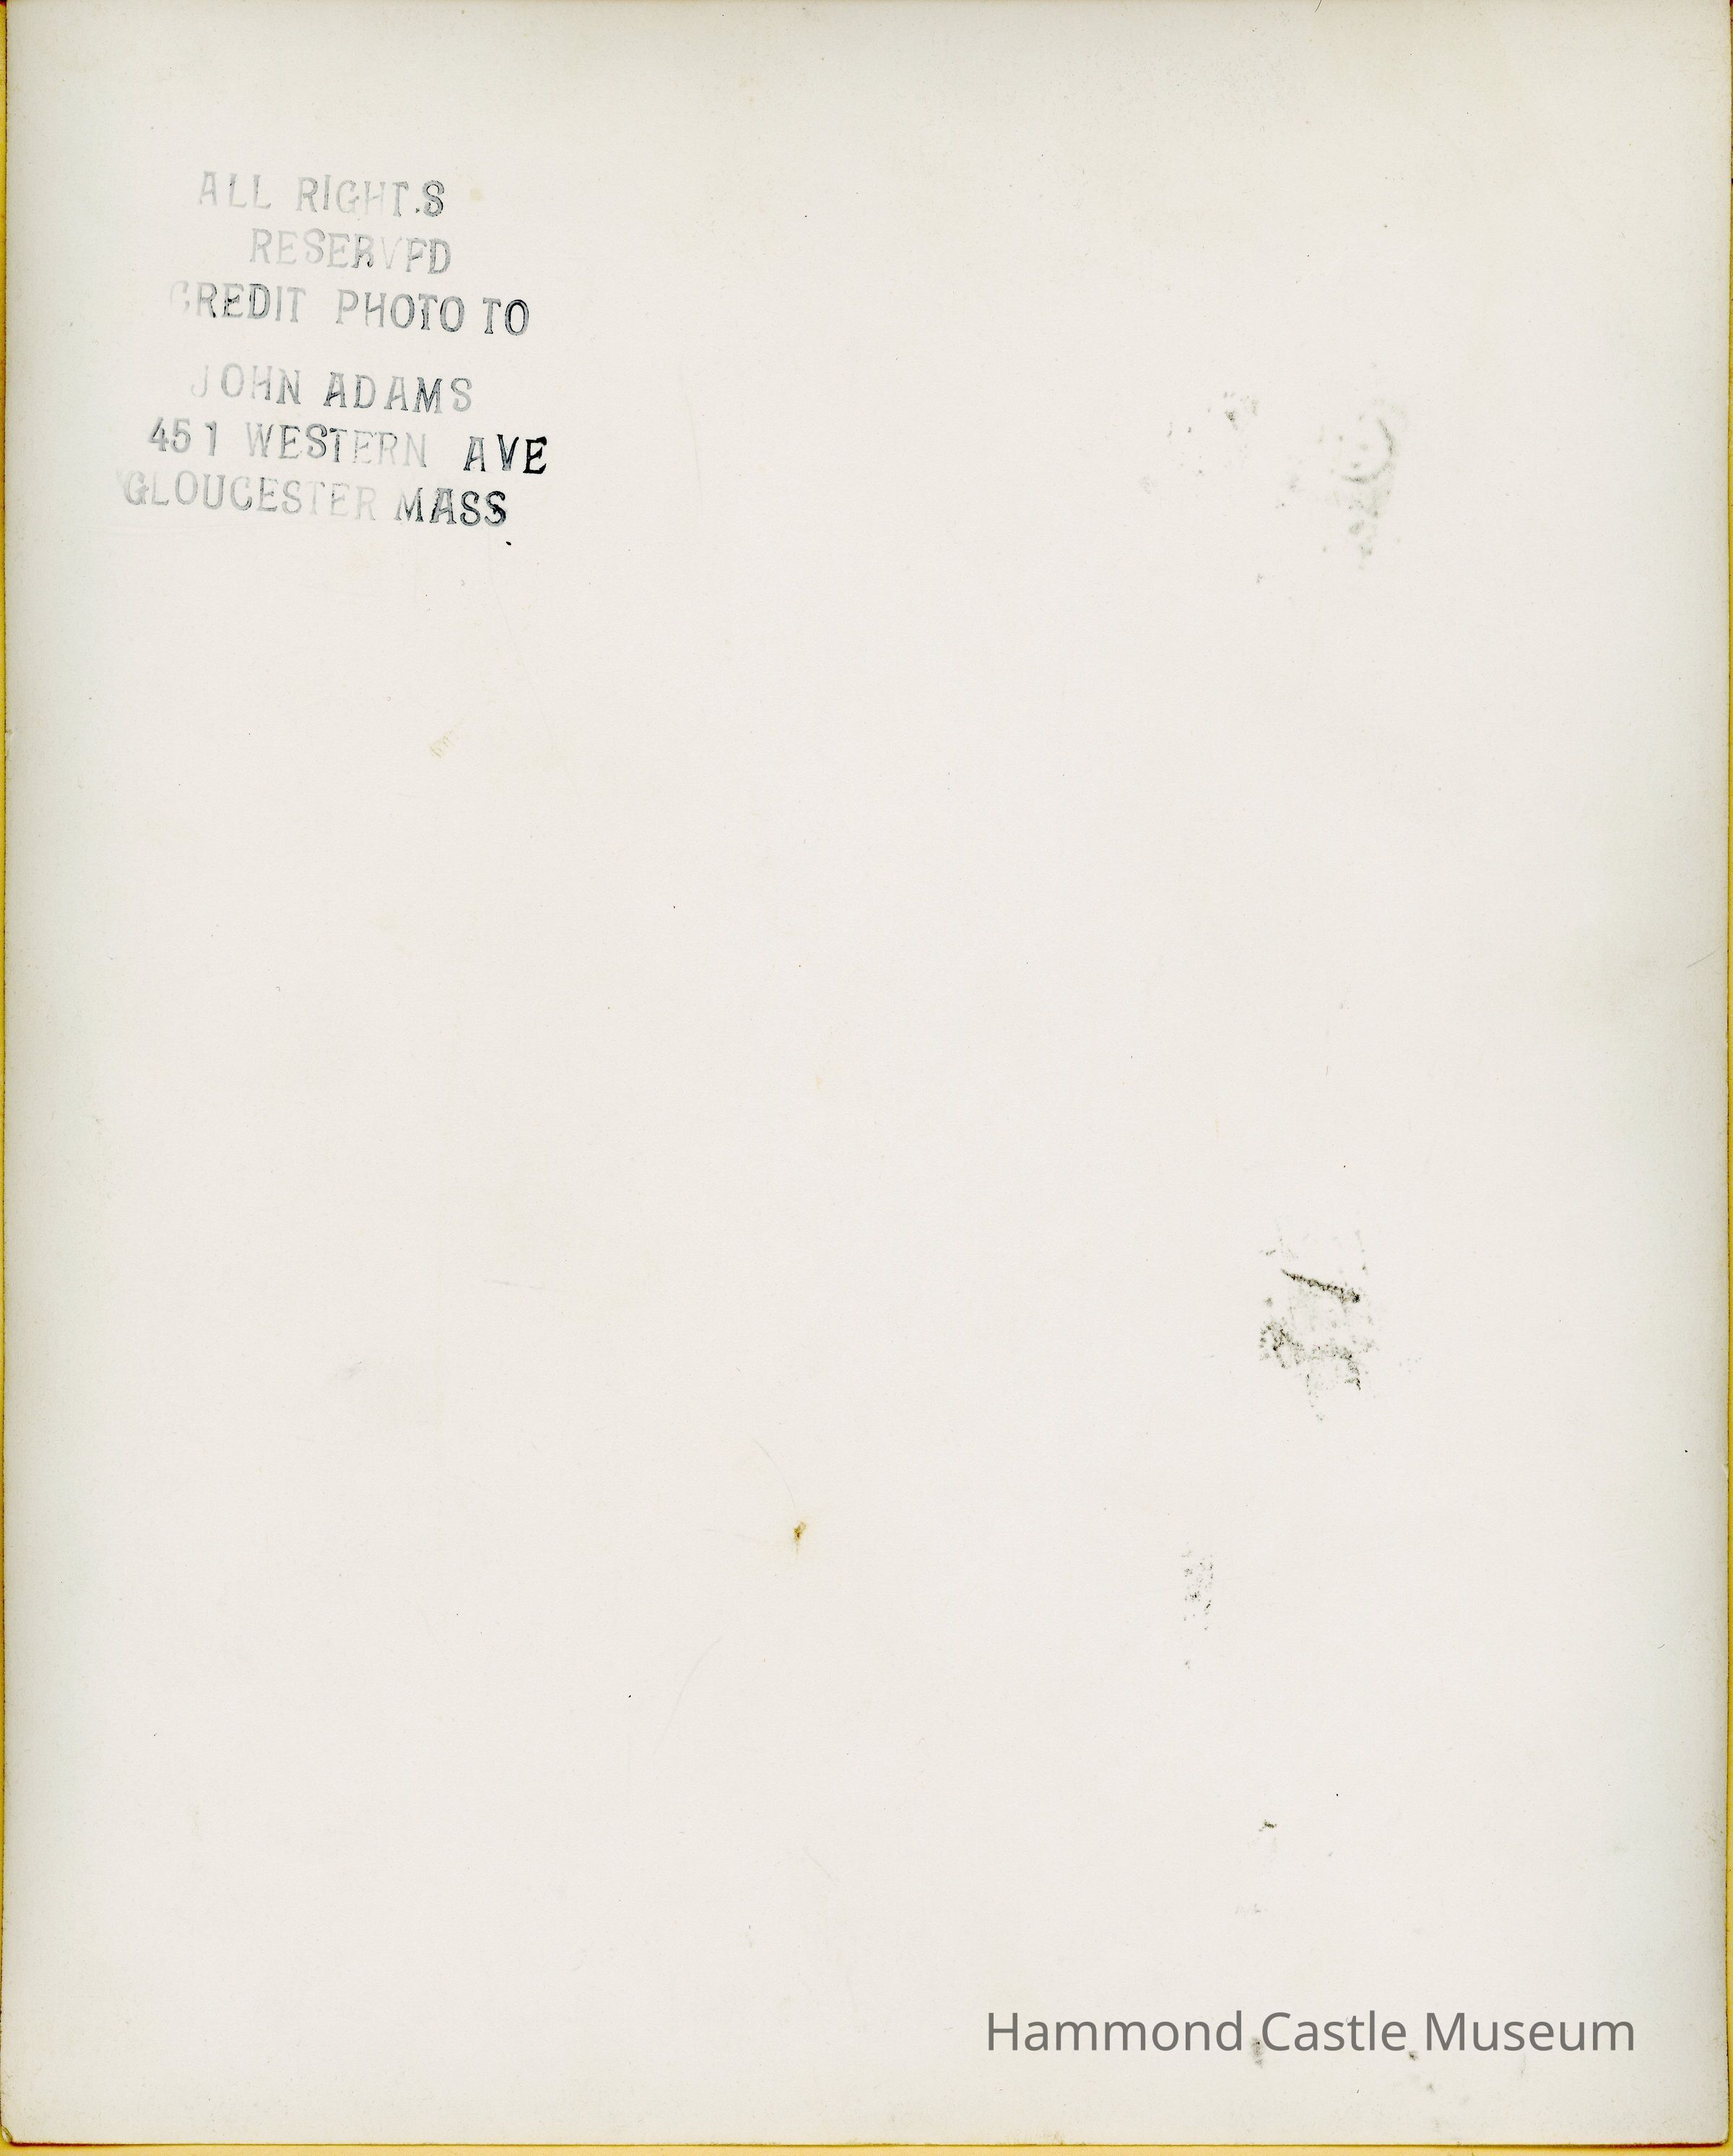 ALL RIGHTS
RESERVED
CREDIT PHOTO TO
JOHN ADAMS
451 WESTERN AVE
GLOUCESTER MASS
Hammond Castle Museum